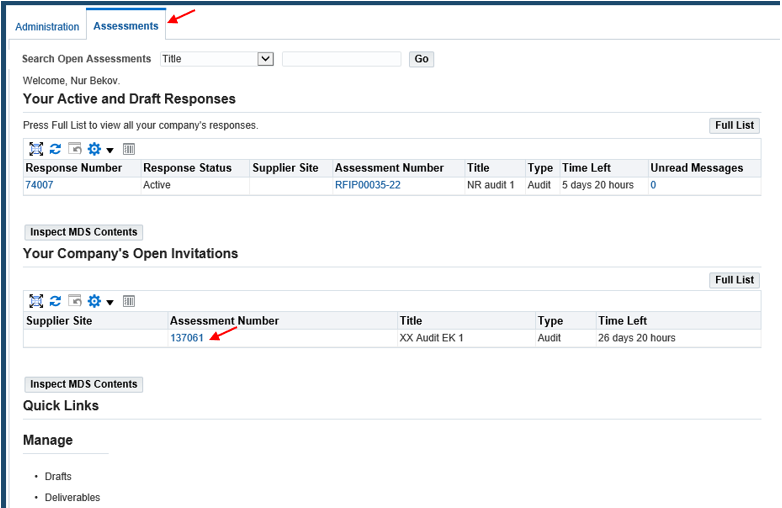 Administration Assessments
Search Open Assessments Title Go
Welcome, Nur Bekov.
Your Active and Draft Responses
Press Full List to view all your company's responses. Full List
Response Number Response Status Supplier Site Assessment Number Title Type Time Left Unread Messages
74007 Active RFIP00035-22 NR audit 1 Audit 5 days 20 hours 0
Inspect MDS Contents
Your Company's Open Invitations
Full List
Supplier Site Assessment Number Title Type Time Left
137061 XX Audit EK 1 Audit 26 days 20 hours
Inspect MDS Contents
Quick Links
Manage
• Drafts
• Deliverables